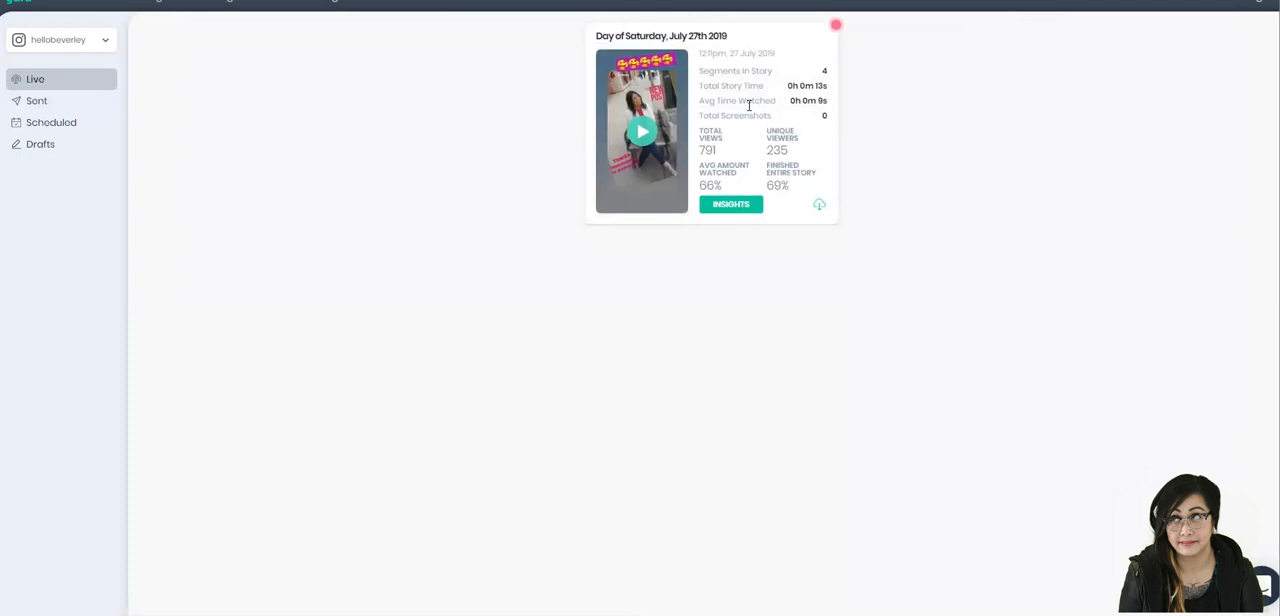 hellobeverley
Live
Sent
Scheduled
Drafts
Day of Saturday, July 27th 2019
12:11pm, 27 July 2019
Segments In Story 4
Total Story Time 0h 0m 13s
Avg Time Watched 0h 0m 9s
Total Screenshots 0
TOTAL VIEWS
791
UNIQUE VIEWERS
235
AVG AMOUNT WATCHED
66%
FINISHED ENTIRE STORY
69%
INSIGHTS